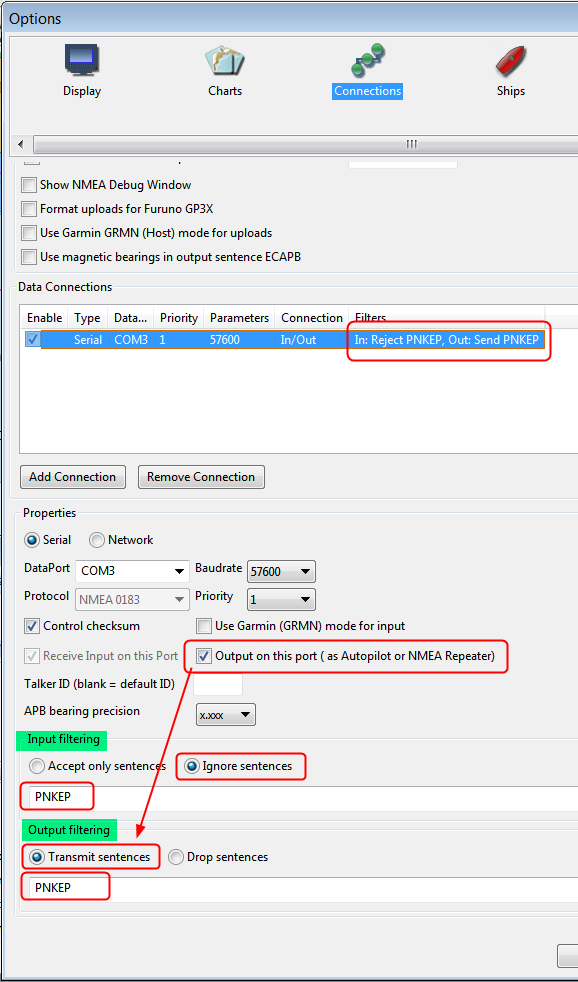 Options
Display Charts Connections Ships
Show NMEA Debug Window
Format uploads for Furuno GP3X
Use Garmin GRMN (Host) mode for uploads
Use magnetic bearings in output sentence ECAPB
Data Connections
Enable Type Data... Priority Parameters Connection Filters
Serial COM3 1 57600 In/Out In: Reject PNKEP, Out: Send PNKEP
Add Connection Remove Connection
Properties
Serial Network
DataPort COM3 Baudrate 57600
Protocol NMEA 0183 Priority 1
Control checksum Use Garmin (GRMN) mode for input
Receive Input on this Port Output on this port ( as Autopilot or NMEA Repeater)
Talker ID (blank = default ID)
APB bearing precision x.xxx
Input filtering
Accept only sentences Ignore sentences
PNKEP
Output filtering
Transmit sentences Drop sentences
PNKEP